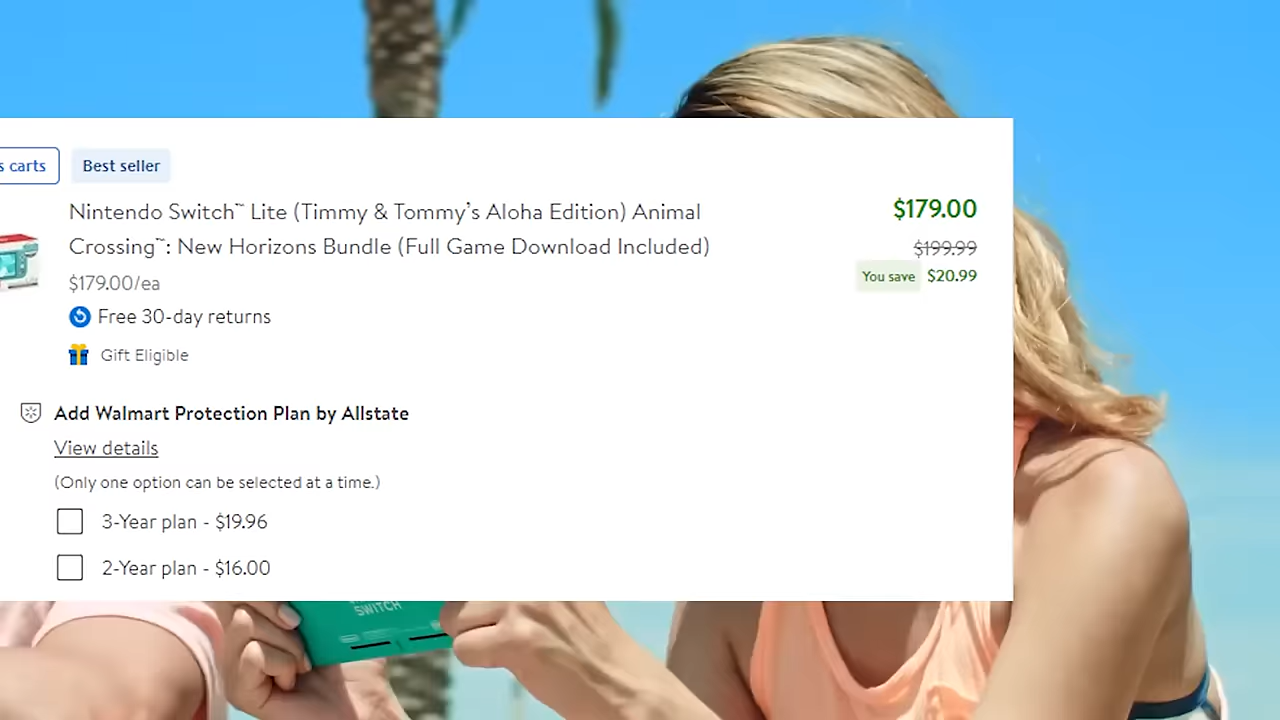 s carts
Best seller
Nintendo Switch™ Lite (Timmy & Tommy's Aloha Edition) Animal
Crossing™: New Horizons Bundle (Full Game Download Included)
$179.00/ea
Free 30-day returns
Gift Eligible
$179.00
$199.99
You save $20.99
Add Walmart Protection Plan by Allstate
View details
(Only one option can be selected at a time.)
3-Year plan - $19.96
2-Year plan - $16.00
SWITCH